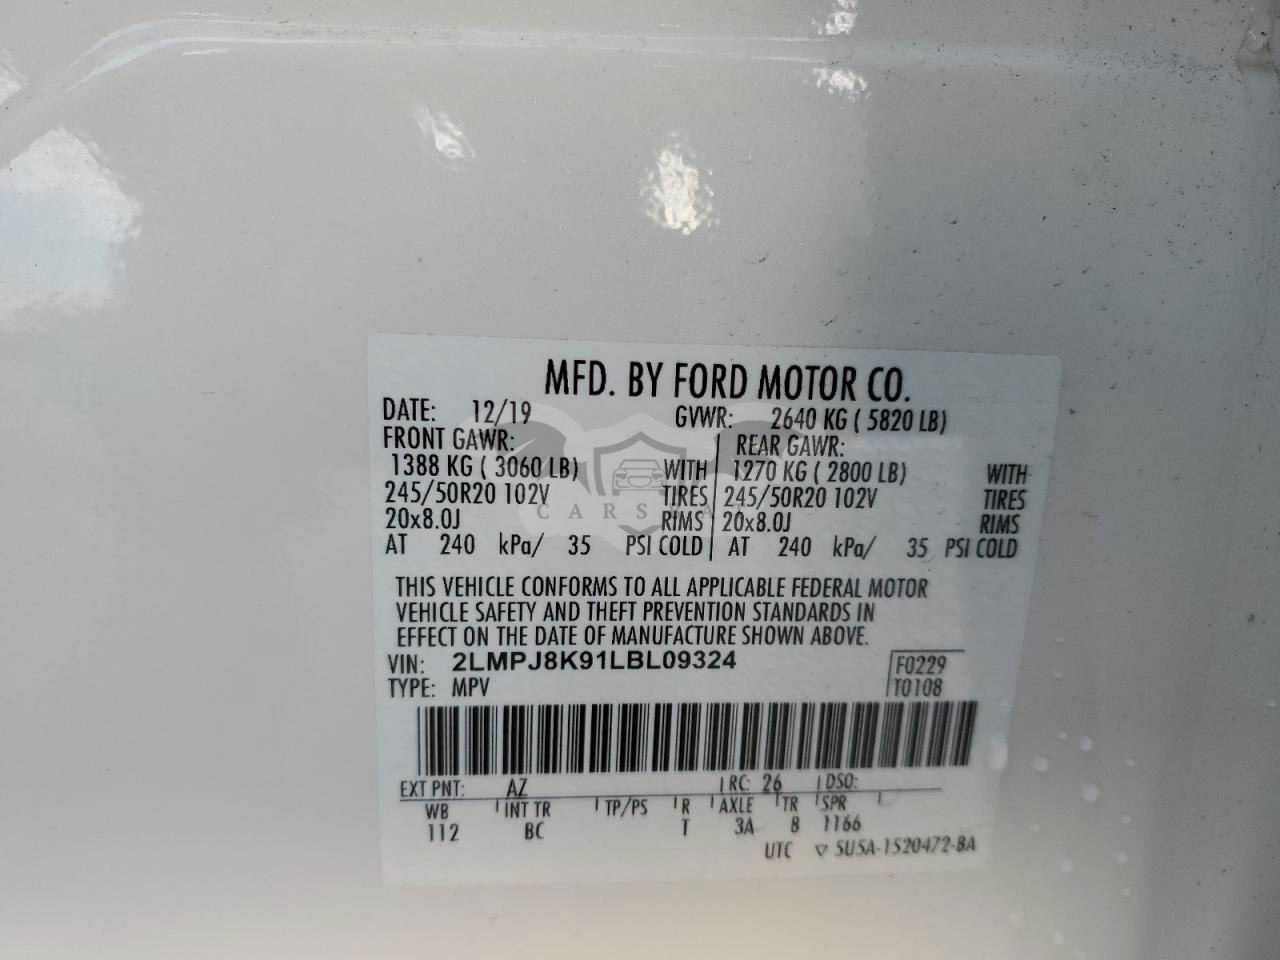 MFD. BY FORD MOTOR CO.
DATE: 12/19 GVWR: 2640 KG ( 5820 LB)
FRONT GAWR: REAR GAWR:
1388 KG ( 3060 LB) WITH 1270 KG ( 2800 LB) WITH
245/50R20 102V TIRES 245/50R20 102V TIRES
CARS
20x8.0J RIMS 20x8.0J RIMS
AT 240 kPa/ 35 PSI COLD AT 240 kPa/ 35 PSI COLD
THIS VEHICLE CONFORMS TO ALL APPLICABLE FEDERAL MOTOR
VEHICLE SAFETY AND THEFT PREVENTION STANDARDS IN
EFFECT ON THE DATE OF MANUFACTURE SHOWN ABOVE.
VIN: 2LMPJ8K91LBL09324 F0229
TYPE: MPV T0108
EXT PNT: AZ RC: 26 DSO:
WB INT TR TP/PS R AXLE TR SPR
112 BC T 3A 8 1166
UTC ▽ 5U5A-1520472-BA